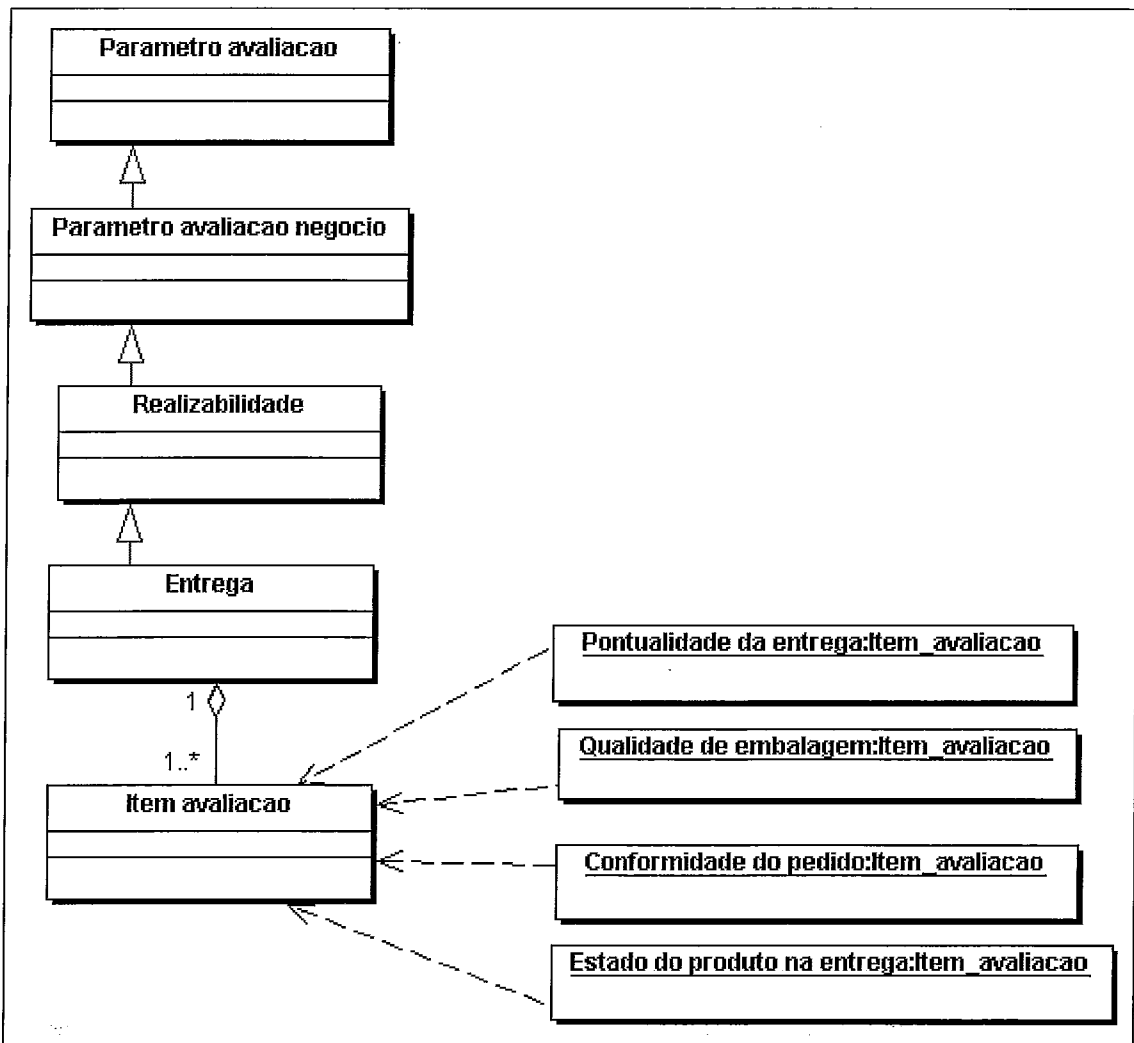 Parametro avaliacao
Parametro avaliacao negocio
Realizabilidade
Entrega
1
1..*
Item avaliacao
Pontualidade da entrega:Item_avaliacao
Qualidade de embalagem:Item_avaliacao
Conformidade do pedido:Item_avaliacao
Estado do produto na entrega:Item_avaliacao